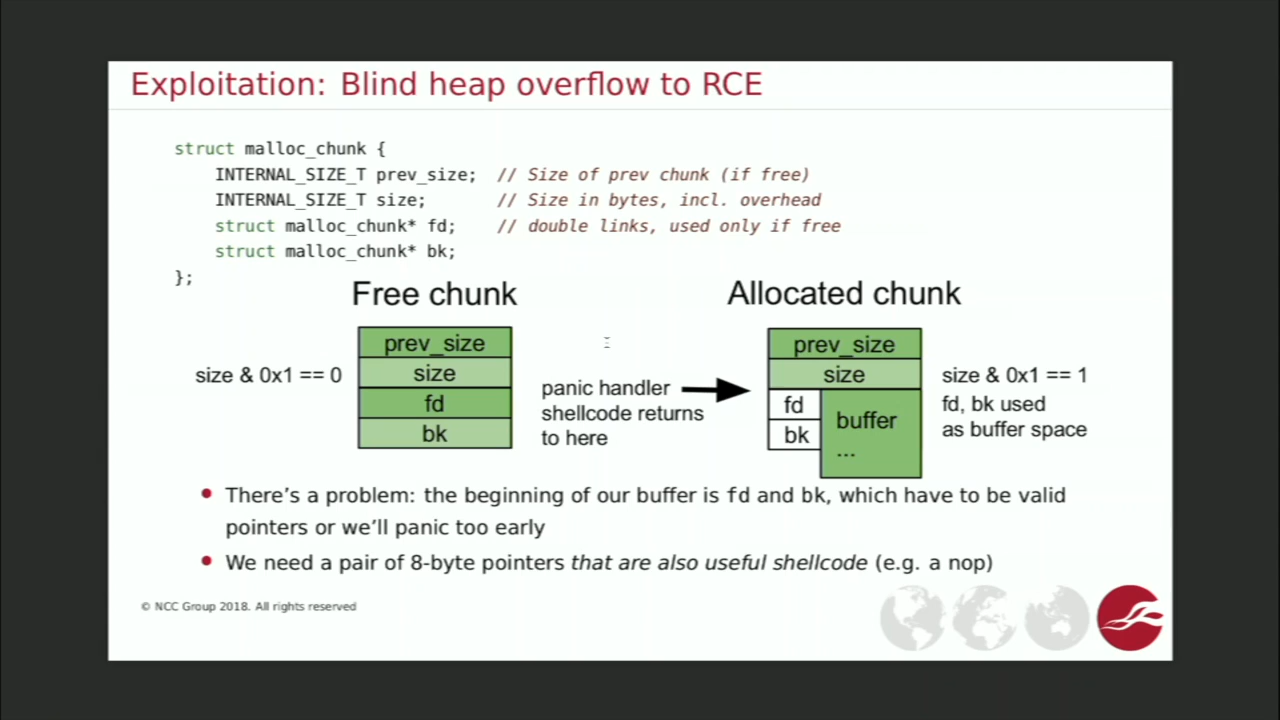 Exploitation: Blind heap overflow to RCE
struct malloc_chunk {
INTERNAL_SIZE_T prev_size; // Size of prev chunk (if free)
INTERNAL_SIZE_T size; // Size in bytes, incl. overhead
struct malloc_chunk* fd; // double links, used only if free
struct malloc_chunk* bk;
};
Free chunk
size & 0x1 == 0
prev_size
size
fd
bk
panic handler
shellcode returns
to here
Allocated chunk
prev_size
size
fd
bk
buffer
...
size & 0x1 == 1
fd, bk used
as buffer space
• There's a problem: the beginning of our buffer is fd and bk, which have to be valid
pointers or we'll panic too early
• We need a pair of 8-byte pointers that are also useful shellcode (e.g. a nop)
© NCC Group 2018. All rights reserved